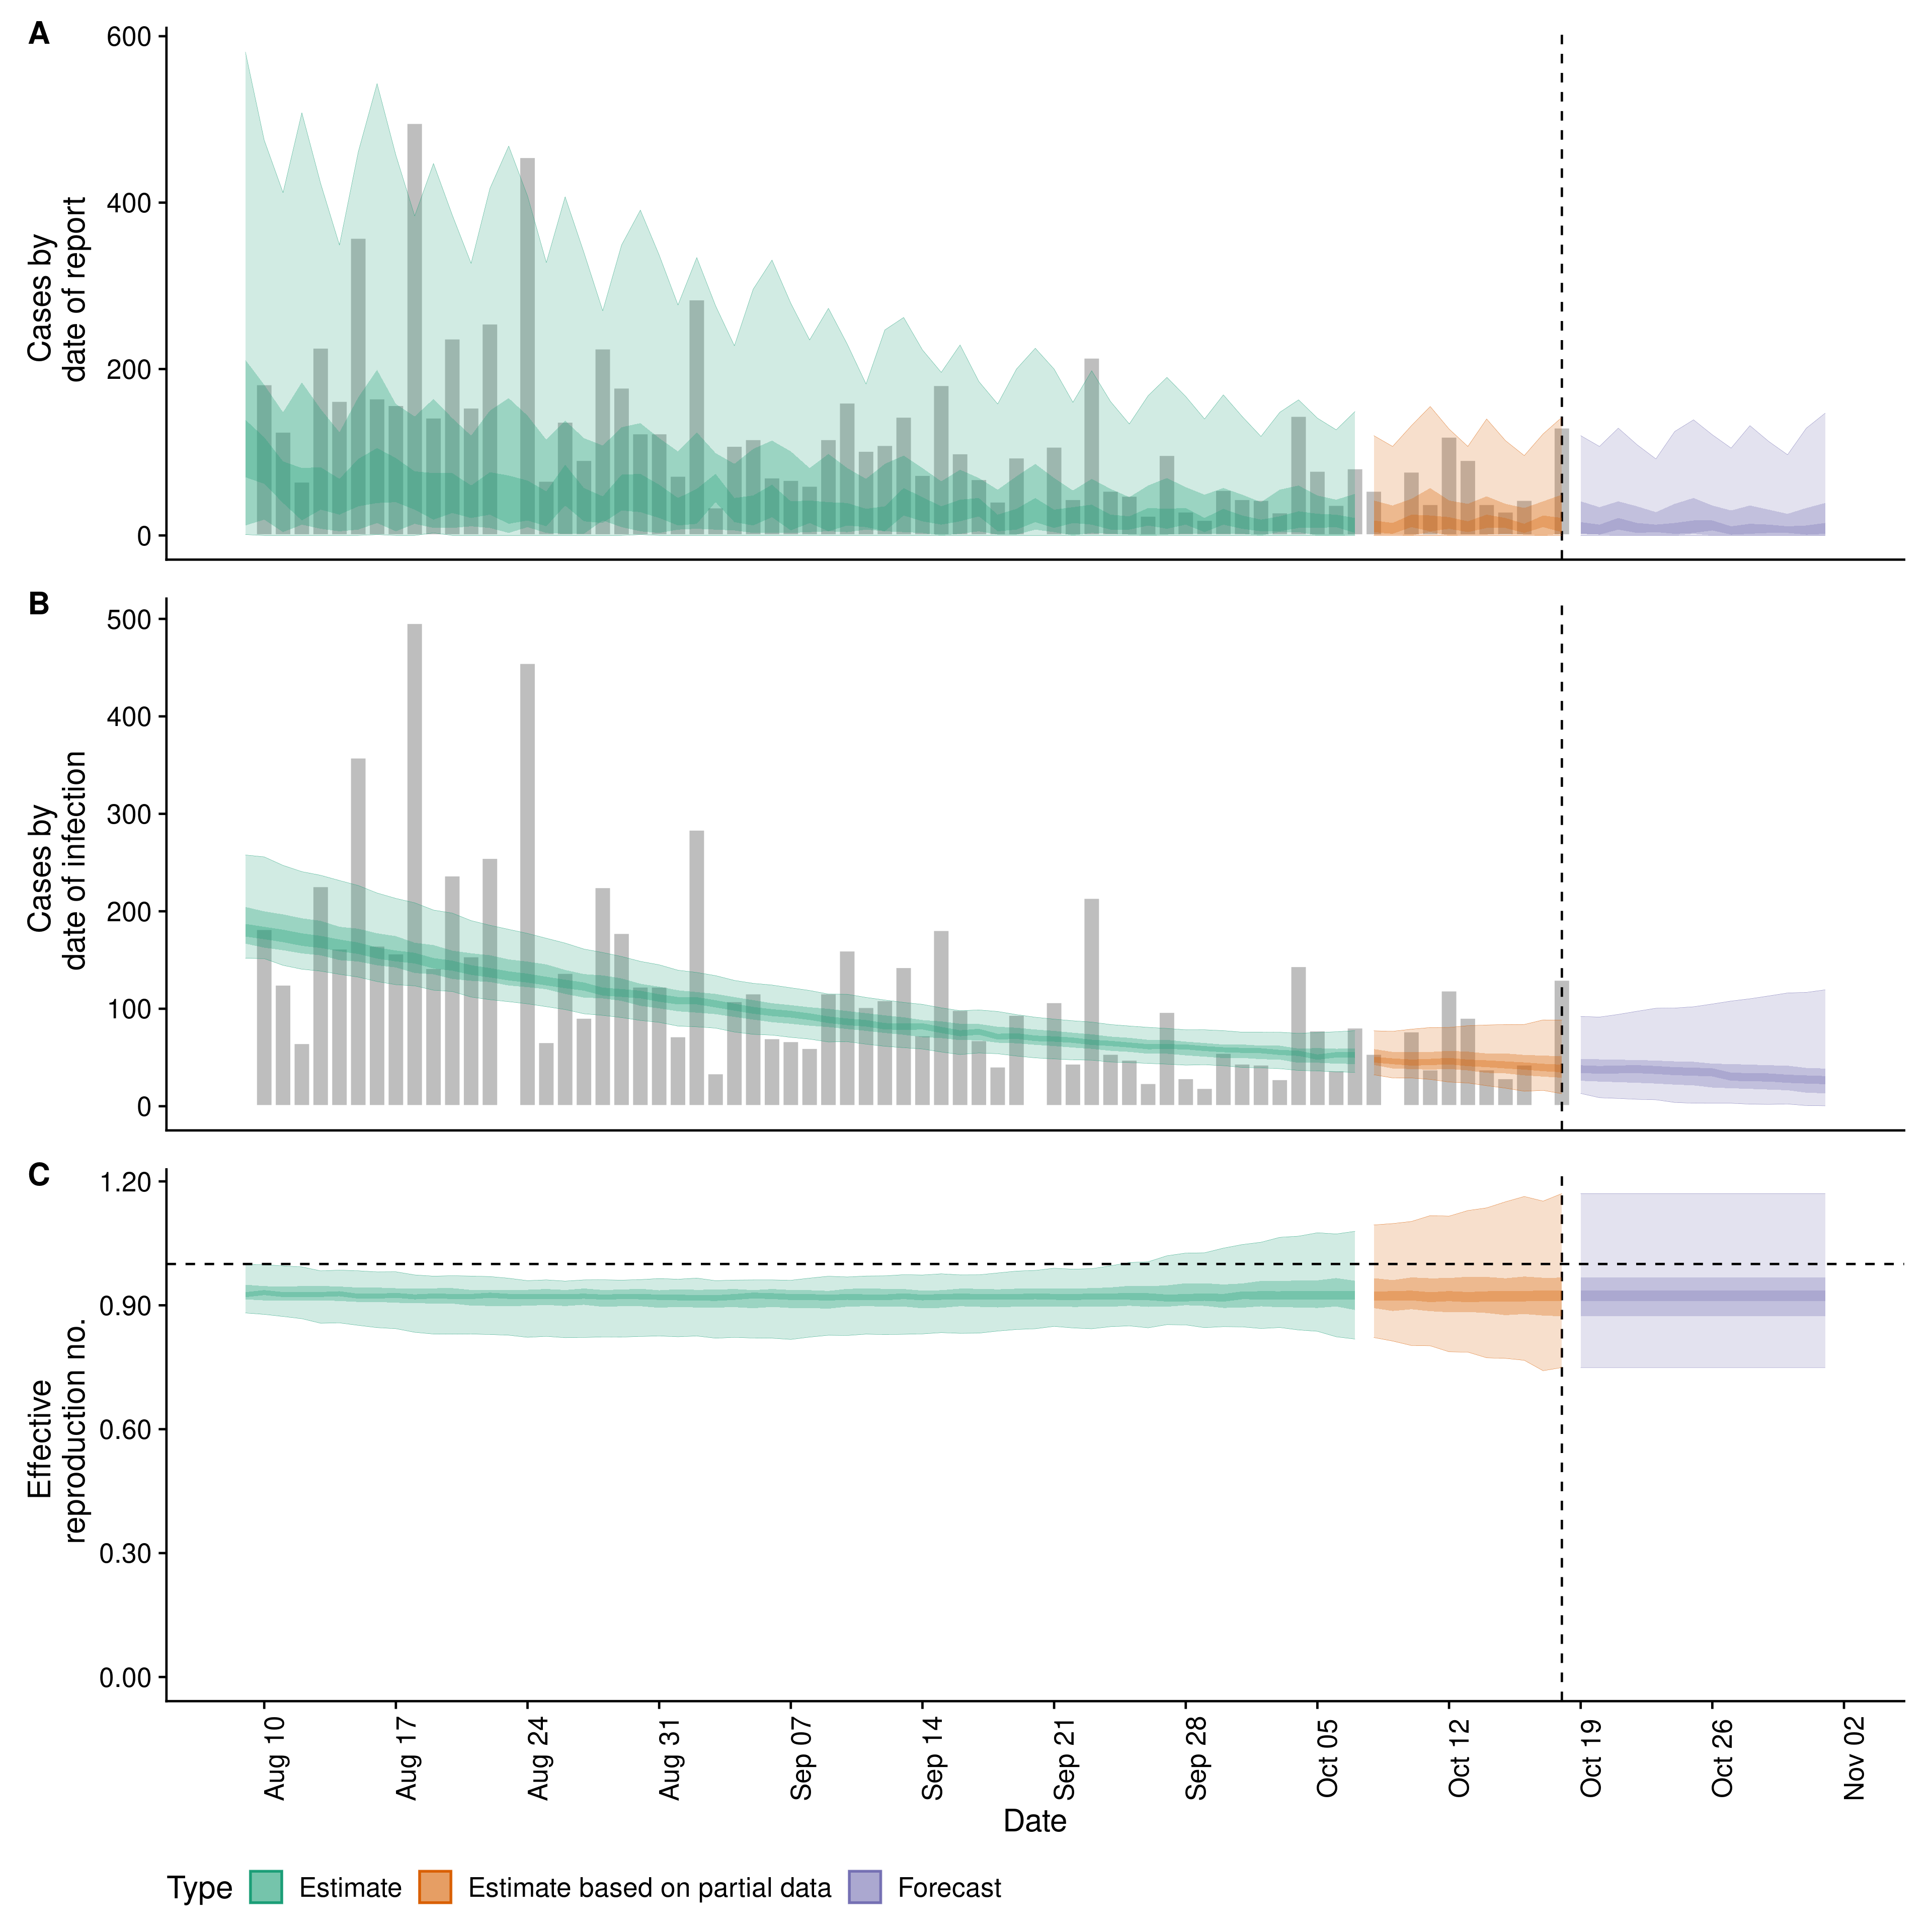 A
600
400
200
0
Cases by
date of report
B
500
400
300
200
100
0
Cases by
date of infection
C
1.20
0.90
0.60
0.30
0.00
Effective
reproduction no.
Aug 10
Aug 17
Aug 24
Aug 31
Sep 07
Sep 14
Sep 21
Sep 28
Oct 05
Oct 12
Oct 19
Oct 26
Nov 02
Date
Type Estimate Estimate based on partial data Forecast